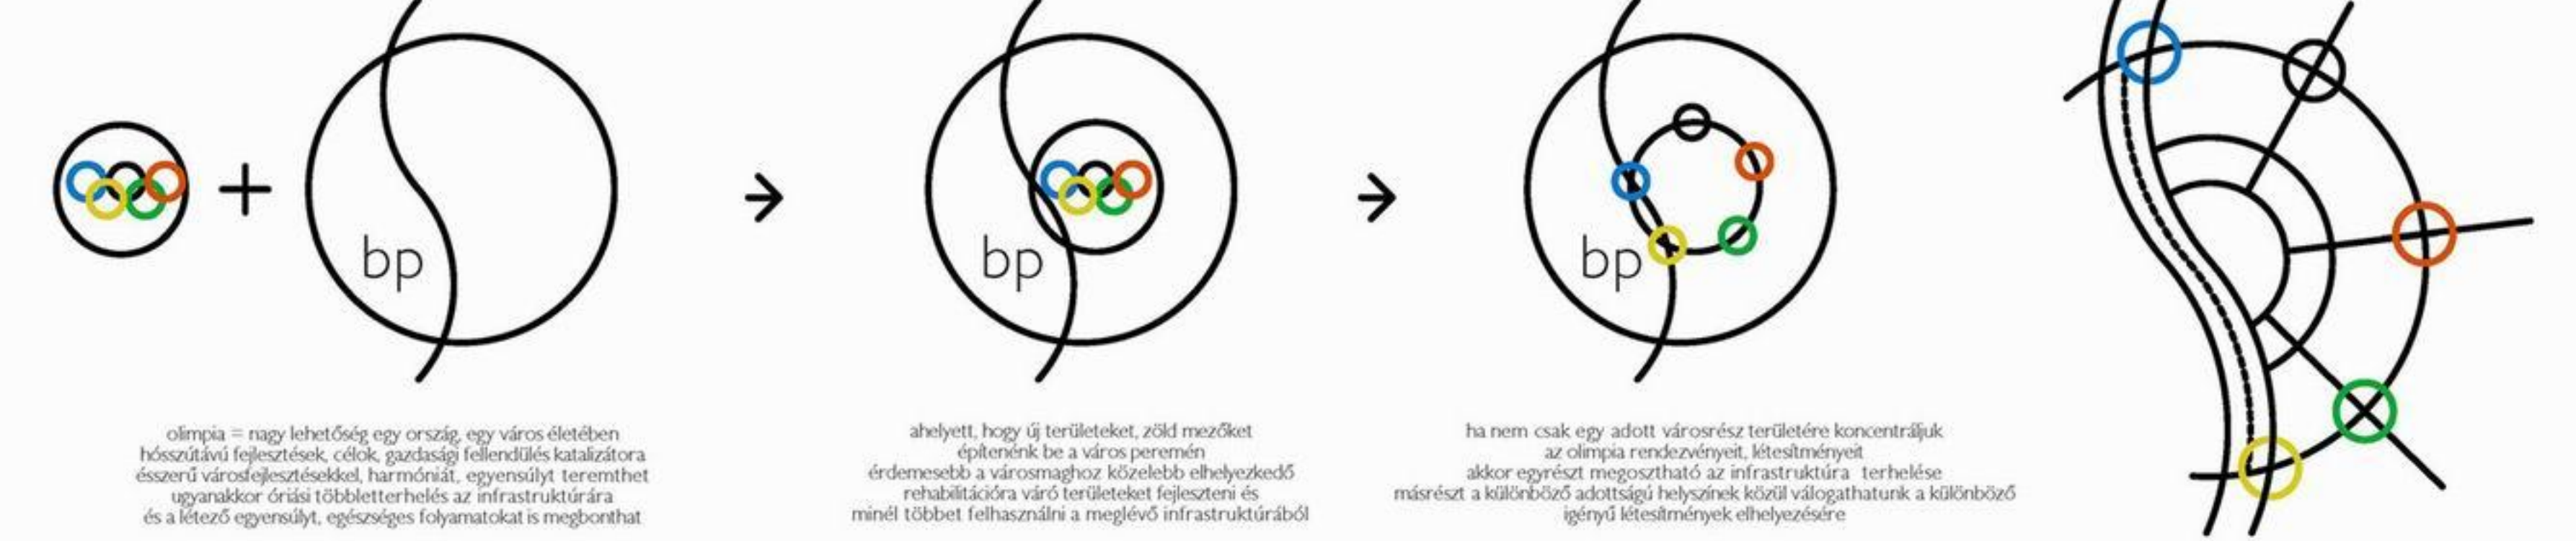 bp
olimpia = nagy lehetőség egy ország, egy város életében
hósszútávú fejlesztések, célok, gazdasági fellendülés katalizátora
ésszerű városfejlesztésekkel, harmóniát, egyensúlyt teremthet
ugyanakkor óriási többletterhelés az infrastruktúrára
és a létező egyensúlyt, egészséges folyamatokat is megbonthat
bp
ahelyett, hogy új területeket, zöld mezőket
építenénk be a város peremén
érdemesebb a városmaghoz közelebb elhelyezkedő
rehabilitációra váró területeket fejleszteni és
minél többet felhasználni a meglévő infrastruktúrából
bp
ha nem csak egy adott városrész területére koncentráljuk
az olimpia rendezvényeit, létesítményeit
akkor egyrészt megosztható az infrastruktúra terhelése
másrészt a különböző adottságú helyszínek közül válogathatunk a különböző
igényű létesítmények elhelyezésére